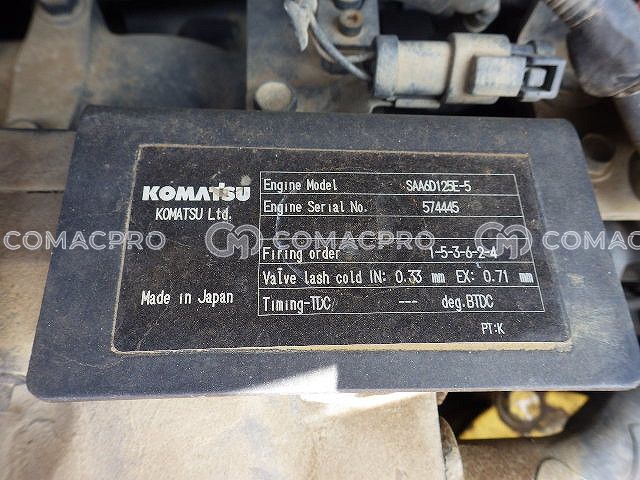 KOMATSU
KOMATSU Ltd.
Made in Japan
Engine Model SAA6D125E-5
Engine Serial No. 574445
Firing order 1-5-3-6-2-4
Valve lash cold IN: 0.33 mm EX: 0.71 mm
Timing-TDC --- deg.BTDC
PT:K
COMACPRO COMACPRO COMACPRO